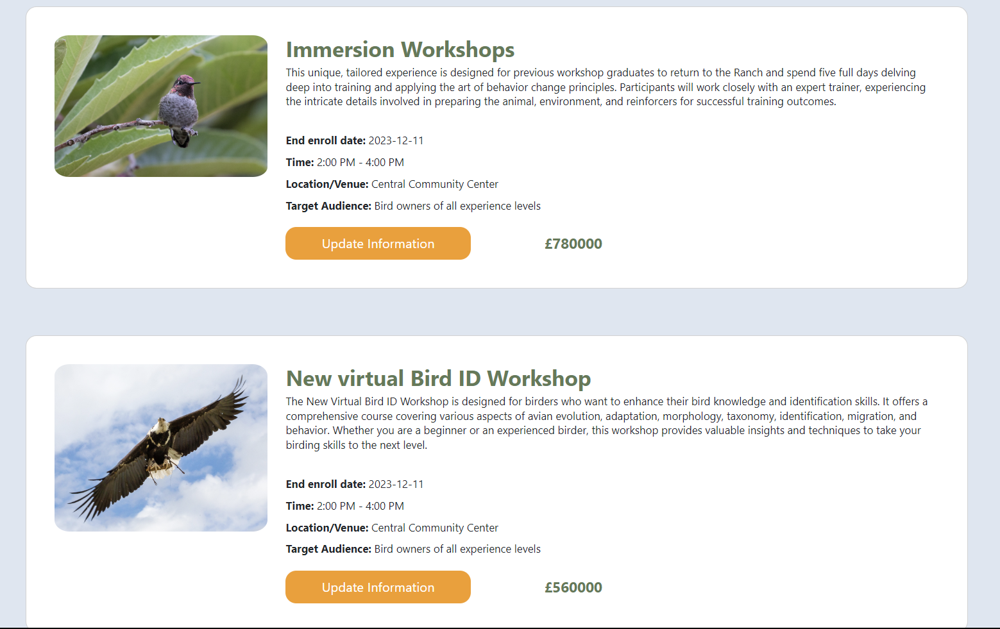 Immersion Workshops
This unique, tailored experience is designed for previous workshop graduates to return to the Ranch and spend five full days delving
deep into training and applying the art of behavior change principles. Participants will work closely with an expert trainer, experiencing
the intricate details involved in preparing the animal, environment, and reinforcers for successful training outcomes.
End enroll date: 2023-12-11
Time: 2:00 PM - 4:00 PM
Location/Venue: Central Community Center
Target Audience: Bird owners of all experience levels
Update Information £780000
New virtual Bird ID Workshop
The New Virtual Bird ID Workshop is designed for birders who want to enhance their bird knowledge and identification skills. It offers a
comprehensive course covering various aspects of avian evolution, adaptation, morphology, taxonomy, identification, migration, and
behavior. Whether you are a beginner or an experienced birder, this workshop provides valuable insights and techniques to take your
birding skills to the next level.
End enroll date: 2023-12-11
Time: 2:00 PM - 4:00 PM
Location/Venue: Central Community Center
Target Audience: Bird owners of all experience levels
Update Information £560000